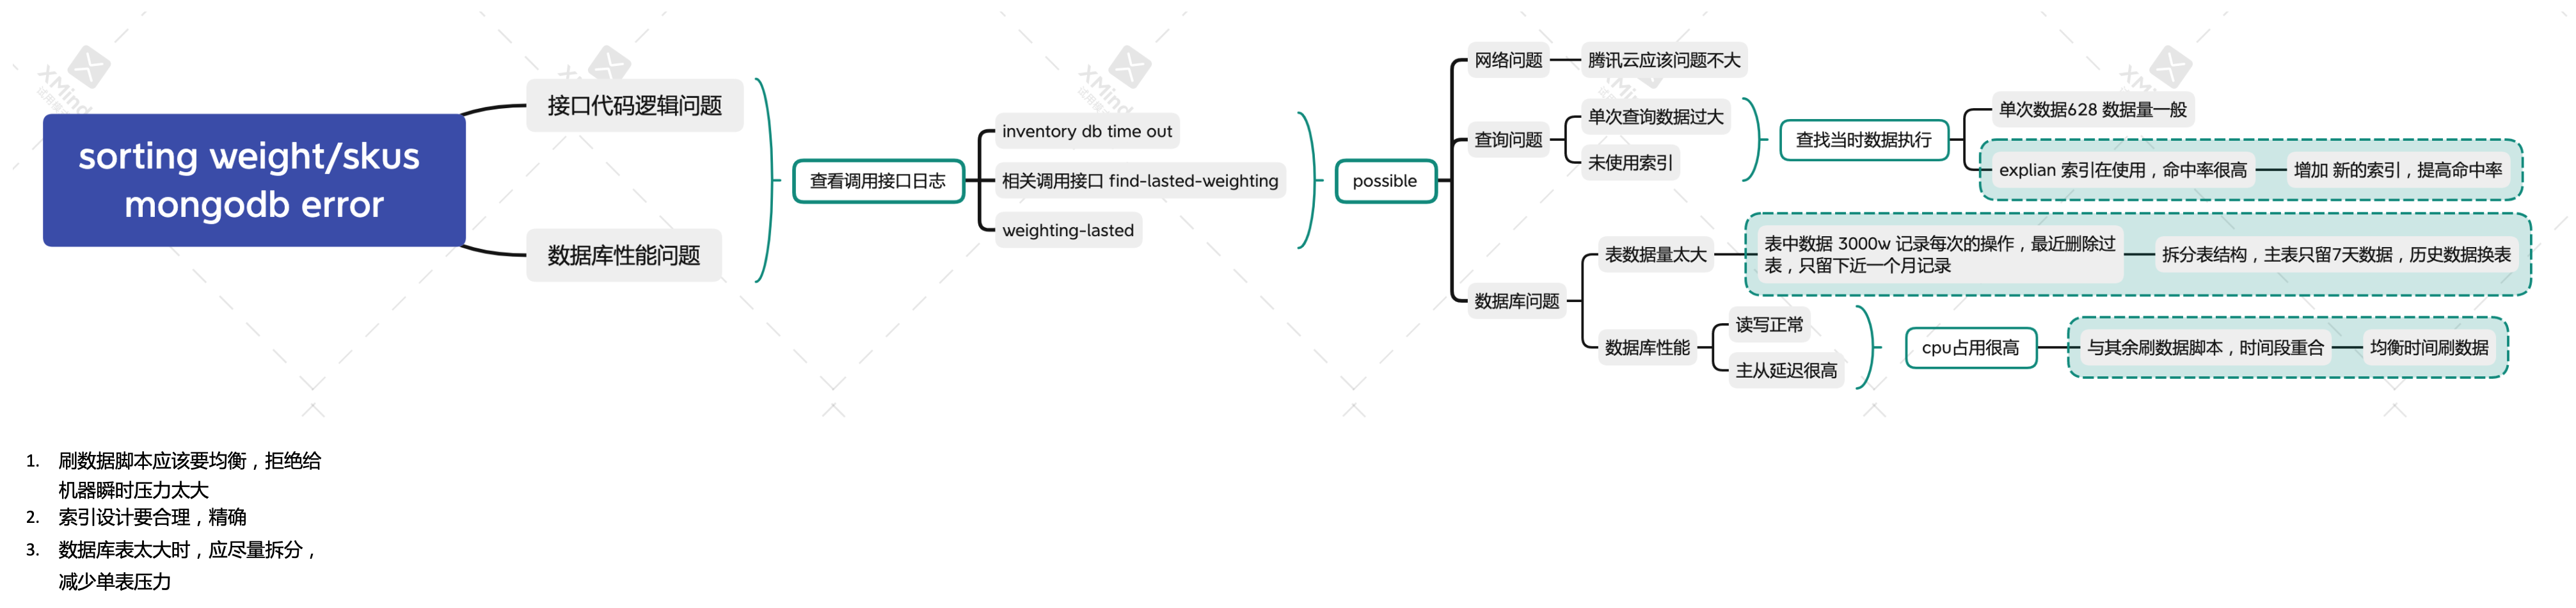 sorting weight/skus
mongodb error
接口代码逻辑问题
数据库性能问题
查看调用接口日志
inventory db time out
相关调用接口 find-lasted-weighting
weighting-lasted
possible
网络问题
腾讯云应该问题不大
查询问题
单次查询数据过大
未使用索引
查找当时数据执行
单次数据628 数据量一般
explian 索引在使用，命中率很高
增加 新的索引，提高命中率
数据库问题
表数据量太大
表中数据 3000w 记录每次的操作，最近删除过
表，只留下近一个月记录
拆分表结构，主表只留7天数据，历史数据换表
数据库性能
读写正常
主从延迟很高
cpu占用很高
与其余刷数据脚本，时间段重合
均衡时间刷数据
1. 刷数据脚本应该要均衡，拒绝给
机器瞬时压力太大
2. 索引设计要合理，精确
3. 数据库表太大时，应尽量拆分，
减少单表压力
XMind
XMind
XMind
XMind
XMind